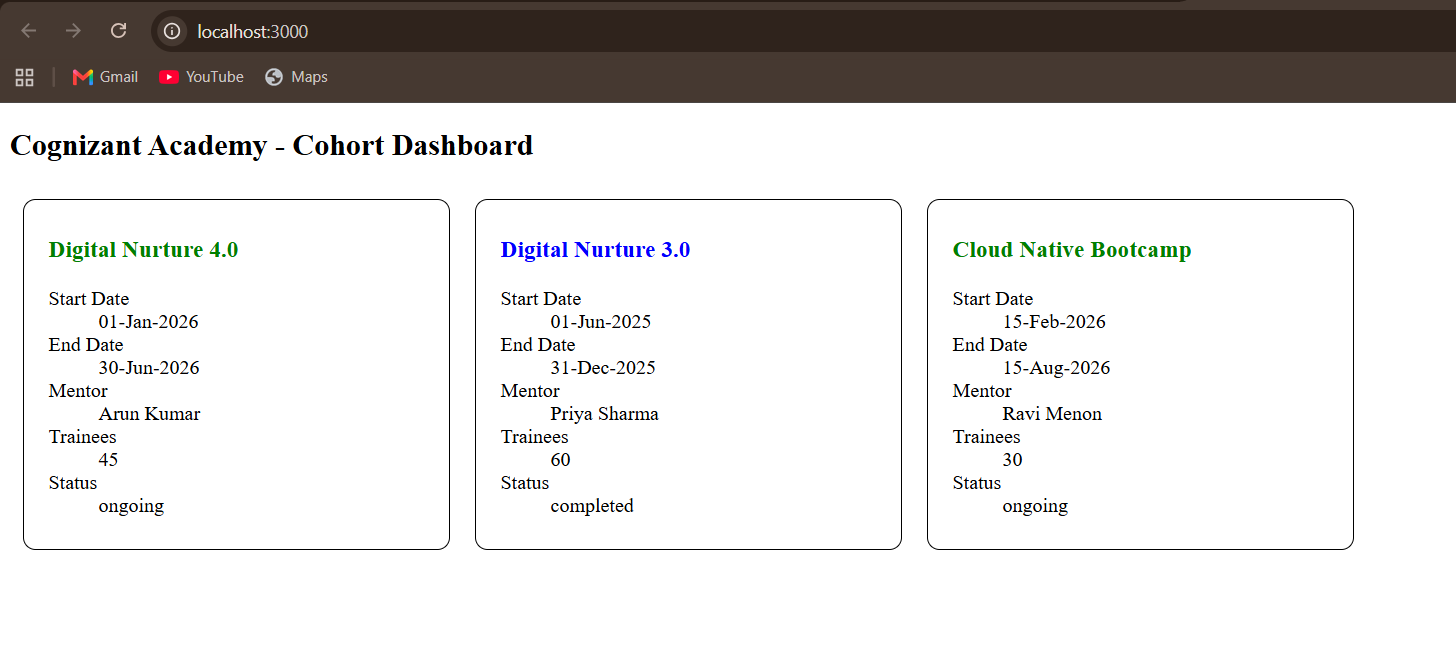 localhost:3000
Gmail YouTube Maps
Cognizant Academy - Cohort Dashboard
Digital Nurture 4.0
Start Date
01-Jan-2026
End Date
30-Jun-2026
Mentor
Arun Kumar
Trainees
45
Status
ongoing
Digital Nurture 3.0
Start Date
01-Jun-2025
End Date
31-Dec-2025
Mentor
Priya Sharma
Trainees
60
Status
completed
Cloud Native Bootcamp
Start Date
15-Feb-2026
End Date
15-Aug-2026
Mentor
Ravi Menon
Trainees
30
Status
ongoing